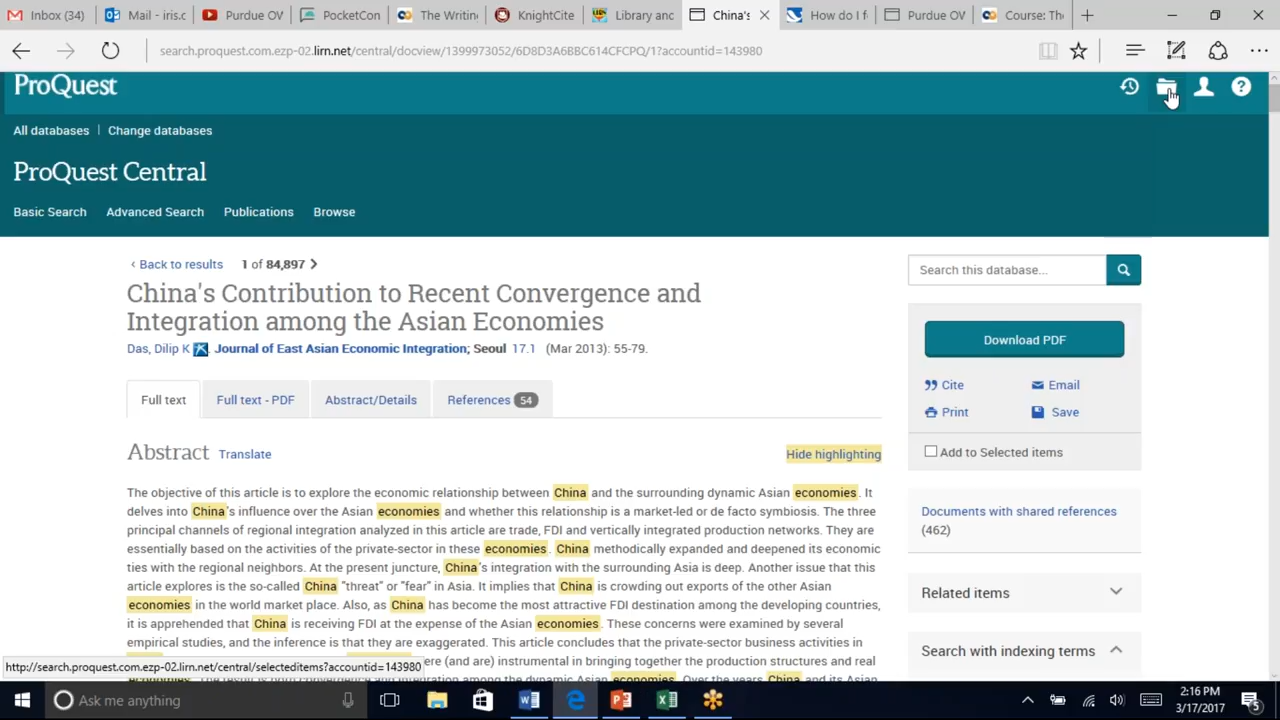 Inbox (34)
Mail - iris.c
Purdue OV
PocketCon
The Writing
KnightCite
Library anc
China's
How do I f
Purdue OV
Course: The
search.proquest.com.ezp-02.lirn.net/central/docview/1399973052/6D8D3A6BBC614CFCPQ/1?accountid=143980
ProQuest
All databases | Change databases
ProQuest Central
Basic Search Advanced Search Publications Browse
‹ Back to results 1 of 84,897
Search this database...
China's Contribution to Recent Convergence and
Integration among the Asian Economies
Das, Dilip K. Journal of East Asian Economic Integration; Seoul 17.1 (Mar 2013): 55-79.
Download PDF
Cite Email
Print Save
Add to Selected items
Full text Full text - PDF Abstract/Details References 54
Abstract Translate Hide highlighting
The objective of this article is to explore the economic relationship between China and the surrounding dynamic Asian economies. It
delves into China's influence over the Asian economies and whether this relationship is a market-led or de facto symbiosis. The three
principal channels of regional integration analyzed in this article are trade, FDI and vertically integrated production networks. They are
essentially based on the activities of the private-sector in these economies. China methodically expanded and deepened its economic
ties with the regional neighbors. At the present juncture, China's integration with the surrounding Asia is deep. Another issue that this
article explores is the so-called China "threat" or "fear" in Asia. It implies that China is crowding out exports of the other Asian
economies in the world market place. Also, as China has become the most attractive FDI destination among the developing countries,
it is apprehended that China is receiving FDI at the expense of the Asian economies. These concerns were examined by several
empirical studies, and the inference is that they are exaggerated. This article concludes that the private-sector business activities in
ere (and are) instrumental in bringing together the production structures and real
economies. Over the years China and its Asian
Documents with shared references
(462)
Related items
Search with indexing terms
http://search.proquest.com.ezp-02.lirn.net/central/selecteditems?accountid=143980
Ask me anything
2:16 PM
3/17/2017
5